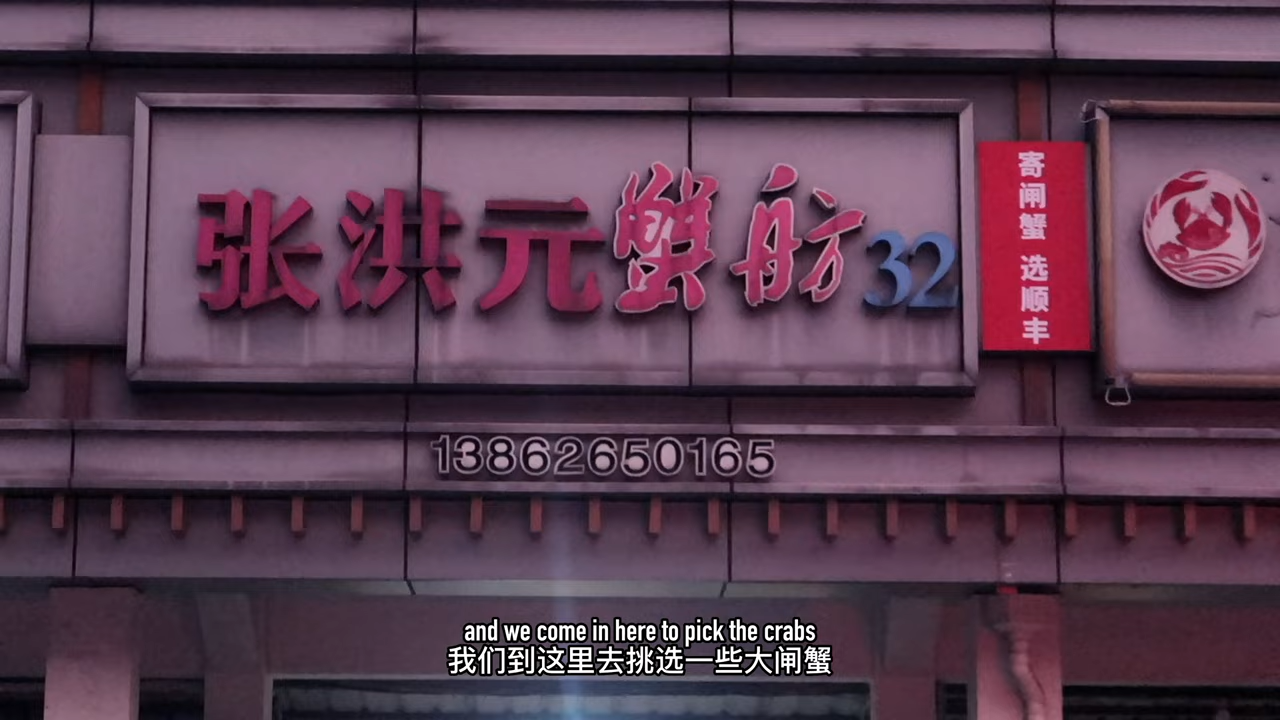 张洪元蟹舫32
寄闸蟹 选顺丰
13862650165
and we come in here to pick the crabs
我们到这里去挑选一些大闸蟹